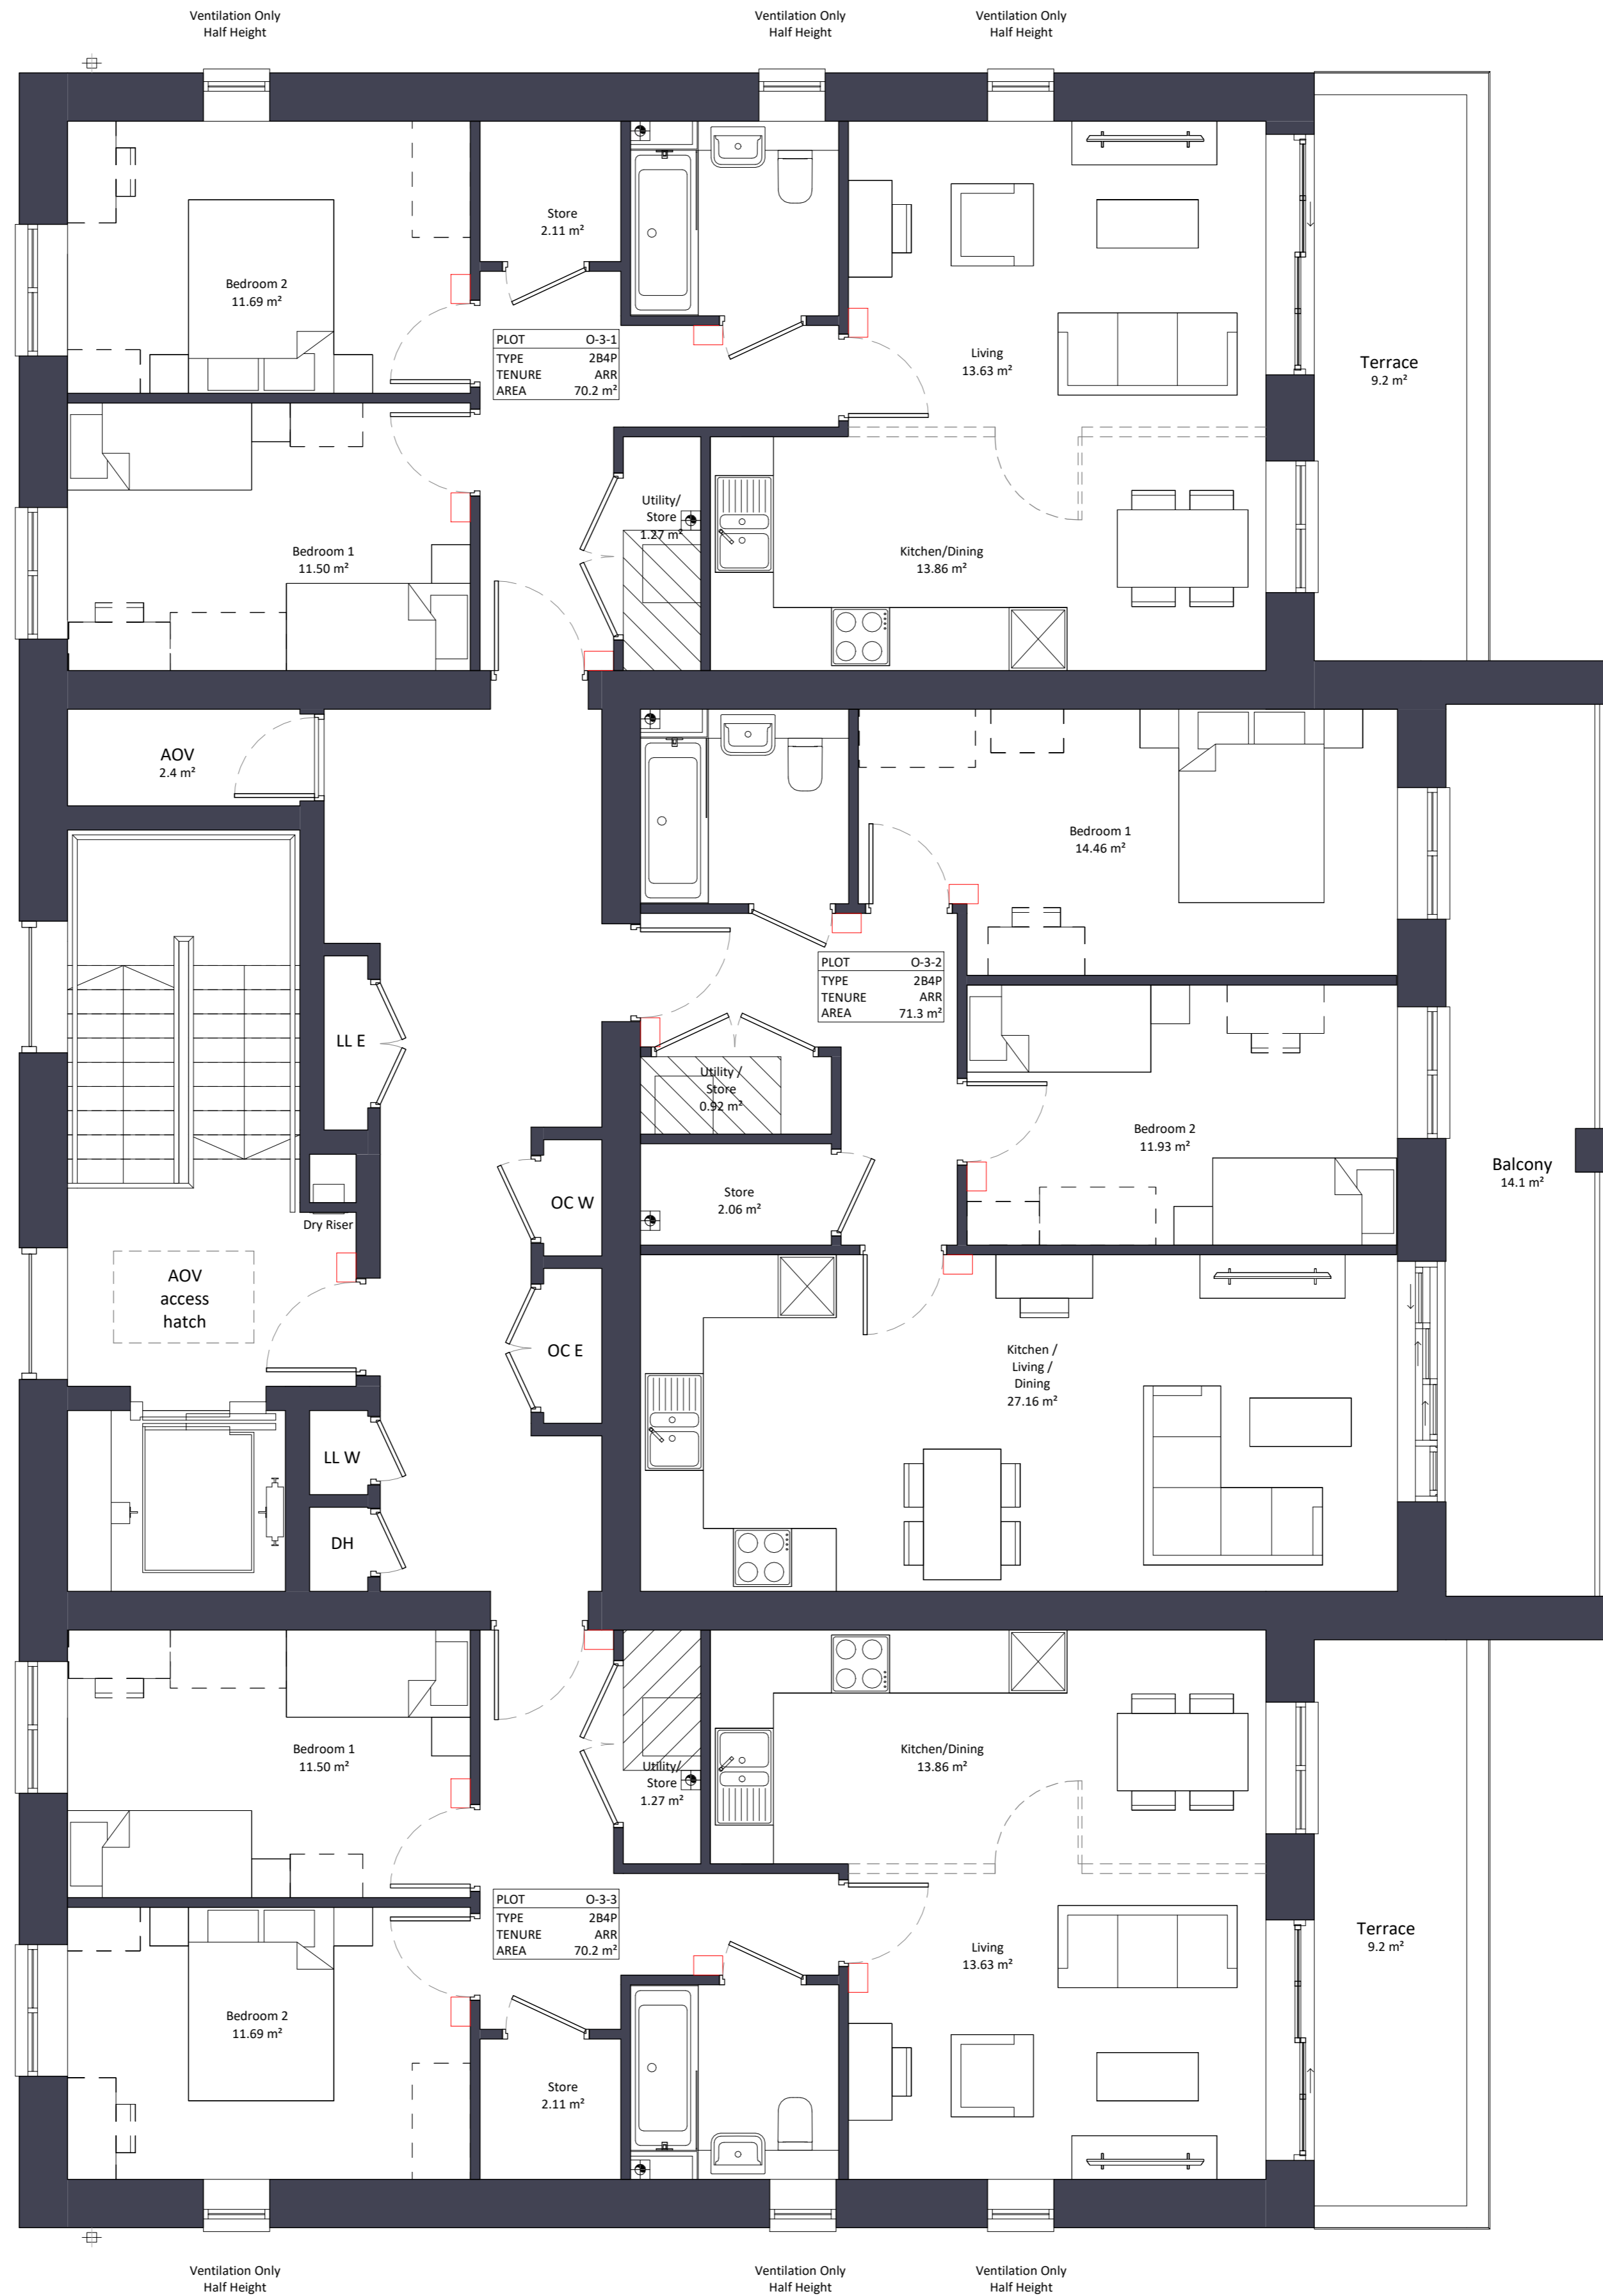 Ventilation Only
Half Height
Ventilation Only
Half Height
Ventilation Only
Half Height
Store
2.11 m²
Bedroom 2
11.69 m²
PLOT O-3-1
TYPE 2B4P
TENURE ARR
AREA 70.2 m²
Living
13.63 m²
Terrace
9.2 m²
Utility/
Store
1.27 m²
Bedroom 1
11.50 m²
Kitchen/Dining
13.86 m²
AOV
2.4 m²
Bedroom 1
14.46 m²
PLOT O-3-2
TYPE 2B4P
TENURE ARR
AREA 71.3 m²
LL E
Utility /
Store
0.92 m²
Bedroom 2
11.93 m²
Balcony
14.1 m²
OC W
Store
2.06 m²
Dry Riser
AOV
access
hatch
OC E
Kitchen /
Living /
Dining
27.16 m²
LL W
DH
Bedroom 1
11.50 m²
Utility/
Store
1.27 m²
Kitchen/Dining
13.86 m²
PLOT O-3-3
TYPE 2B4P
TENURE ARR
AREA 70.2 m²
Living
13.63 m²
Terrace
9.2 m²
Bedroom 2
11.69 m²
Store
2.11 m²
Ventilation Only
Half Height
Ventilation Only
Half Height
Ventilation Only
Half Height